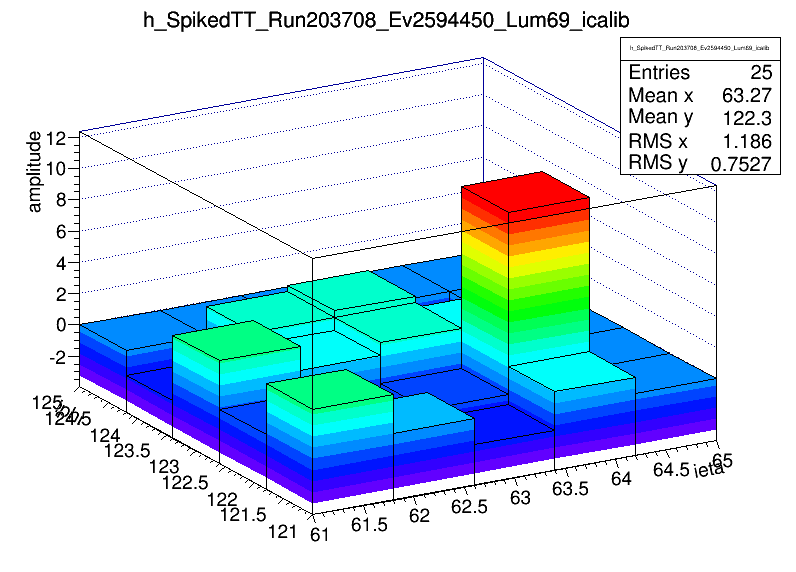 h_SpikedTT_Run203708_Ev2594450_Lum69_icalib
h_SpikedTT_Run203708_Ev2594450_Lum69_icalib
Entries 25
Mean x 63.27
Mean y 122.3
RMS x 1.186
RMS y 0.7527
amplitude
12
10
8
6
4
2
0
-2
125
124.5
124
123.5
123
122.5
122
121.5
121
61
61.5
62
62.5
63
63.5
64
64.5
65
ieta